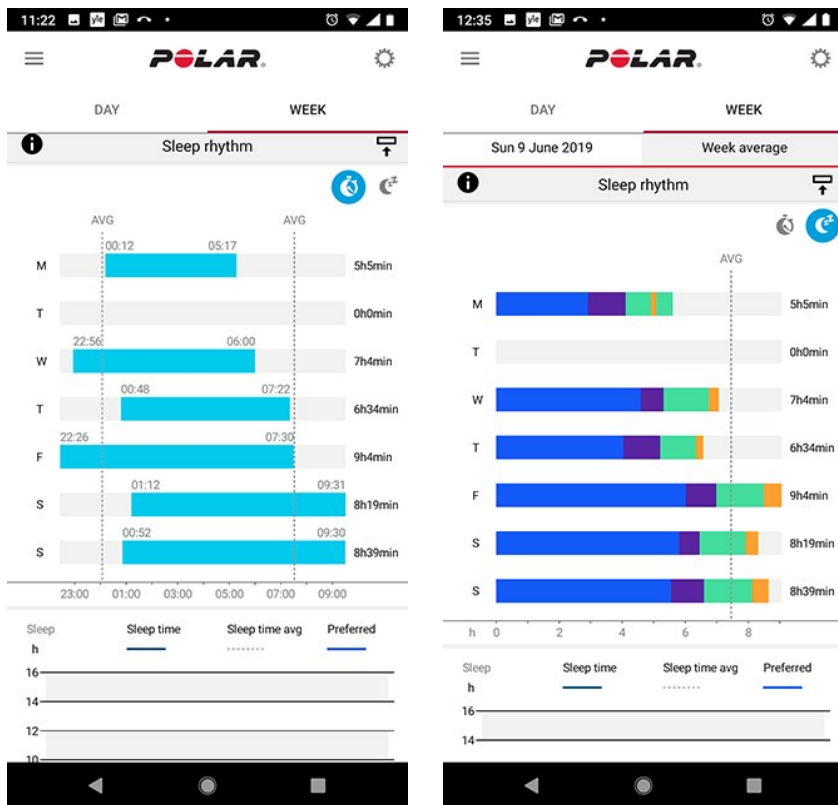 11:22
yle
POLAR
DAY WEEK
Sleep rhythm
AVG AVG
00:12 05:17
M 5h5min
T 0h0min
22:56 06:00
W 7h4min
00:48 07:22
T 6h34min
22:26 07:30
F 9h4min
01:12 09:31
S 8h19min
00:52 09:30
S 8h39min
23:00 01:00 03:00 05:00 07:00 09:00
Sleep Sleep time Sleep time avg Preferred
h
16
14
12
10
12:35
yle
POLAR
DAY WEEK
Sun 9 June 2019 Week average
Sleep rhythm
AVG
M 5h5min
T 0h0min
W 7h4min
T 6h34min
F 9h4min
S 8h19min
S 8h39min
h 0 2 4 6 8
Sleep Sleep time Sleep time avg Preferred
h
16
14